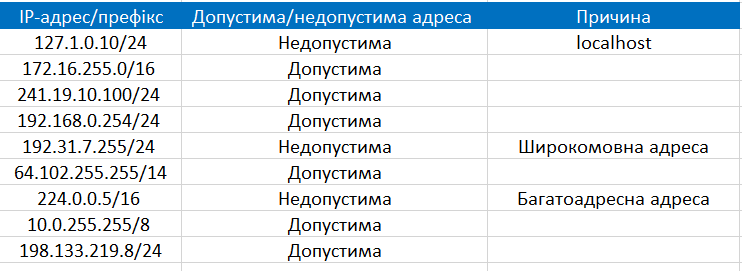 IP-адрес/префікс Допустима/недопустима адреса Причина
127.1.0.10/24 Недопустима localhost
172.16.255.0/16 Допустима
241.19.10.100/24 Допустима
192.168.0.254/24 Допустима
192.31.7.255/24 Недопустима Широкомовна адреса
64.102.255.255/14 Допустима
224.0.0.5/16 Недопустима Багатоадресна адреса
10.0.255.255/8 Допустима
198.133.219.8/24 Допустима